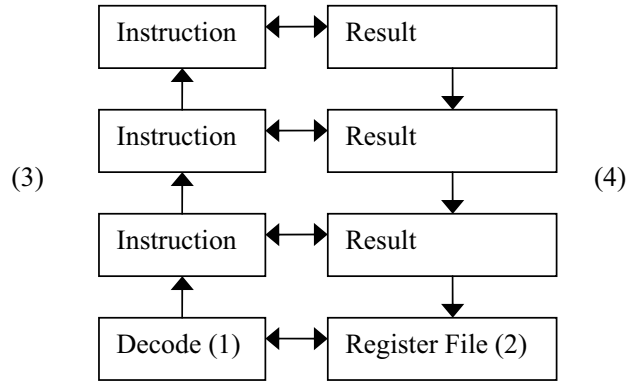 Instruction
Result
Instruction
Result
(3)
(4)
Instruction
Result
Decode (1)
Register File (2)